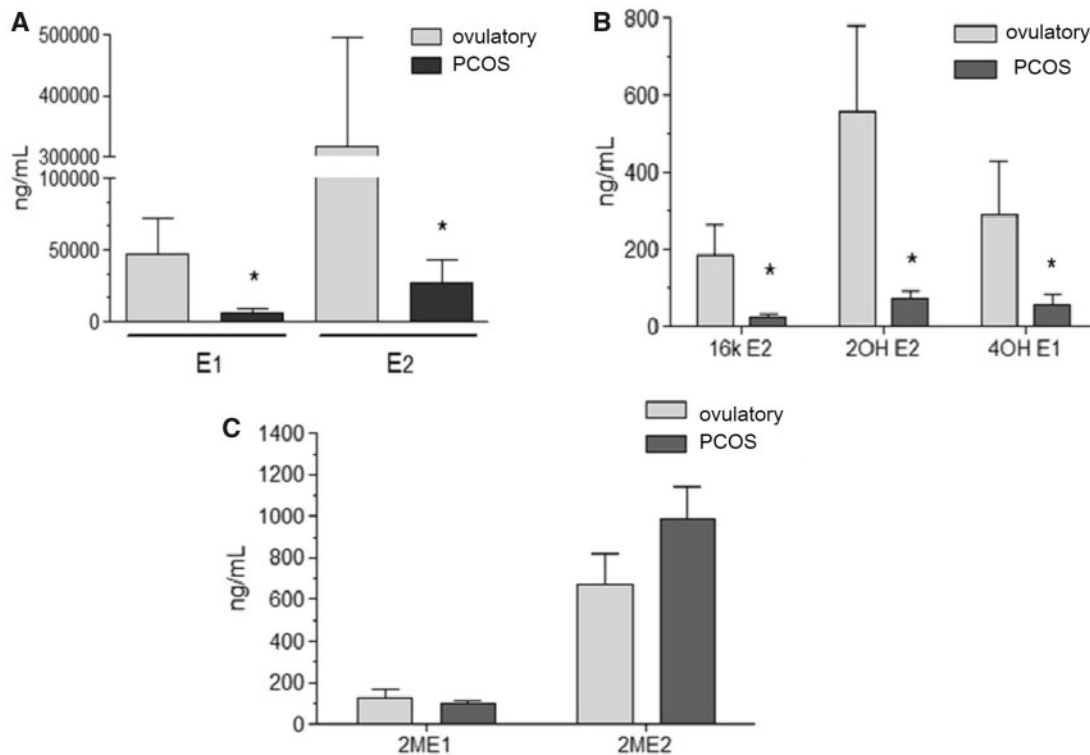 A
ovulatory
PCOS
500000
400000
300000
100000
50000
0
ng/mL
*
*
E1
E2
B
ovulatory
PCOS
800
600
400
200
0
ng/mL
*
*
*
16k E2
2OH E2
4OH E1
C
ovulatory
PCOS
1400
1200
1000
800
600
400
200
0
ng/mL
2ME1
2ME2